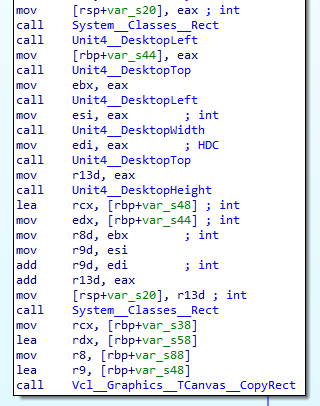 mov [rsp+var_s20], eax ; int
call System__Classes__Rect
call Unit4__DesktopLeft
mov [rbp+var_s44], eax
call Unit4__DesktopTop
mov ebx, eax
call Unit4__DesktopLeft
mov esi, eax ; int
call Unit4__DesktopWidth
mov edi, eax ; HDC
call Unit4__DesktopTop
mov r13d, eax
call Unit4__DesktopHeight
lea rcx, [rbp+var_s48] ; int
mov edx, [rbp+var_s44] ; int
mov r8d, ebx ; int
mov r9d, esi
add r9d, edi ; int
add r13d, eax
mov [rsp+var_s20], r13d ; int
call System__Classes__Rect
mov rcx, [rbp+var_s38]
lea rdx, [rbp+var_s58]
mov r8, [rbp+var_s88]
lea r9, [rbp+var_s48]
call Vcl__Graphics__TCanvas__CopyRect